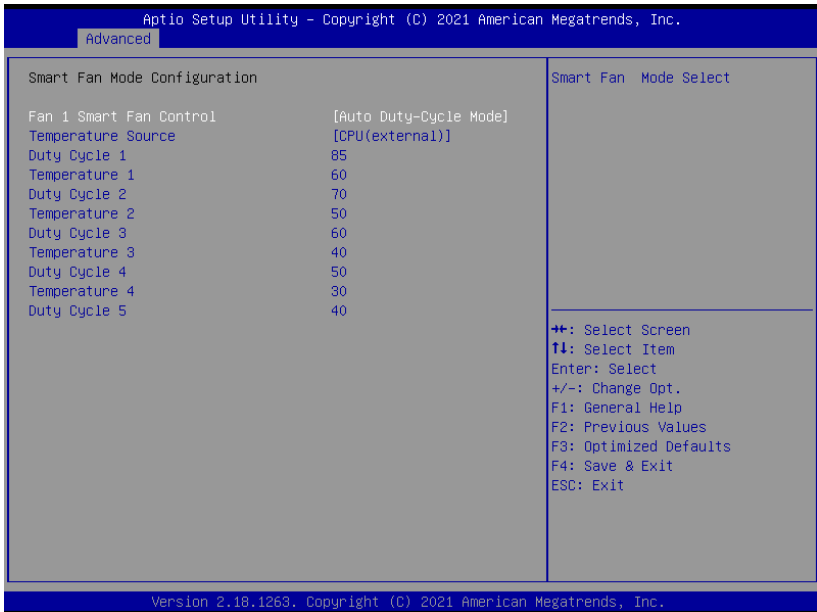 Aptio Setup Utility – Copyright (C) 2021 American Megatrends, Inc.
Advanced
Smart Fan Mode Configuration
Fan 1 Smart Fan Control [Auto Duty-Cycle Mode]
Temperature Source [CPU(external)]
Duty Cycle 1 85
Temperature 1 60
Duty Cycle 2 70
Temperature 2 50
Duty Cycle 3 60
Temperature 3 40
Duty Cycle 4 50
Temperature 4 30
Duty Cycle 5 40
Smart Fan  Mode Select
→←: Select Screen
↑↓: Select Item
Enter: Select
+/-: Change Opt.
F1: General Help
F2: Previous Values
F3: Optimized Defaults
F4: Save & Exit
ESC: Exit
Version 2.18.1263. Copyright (C) 2021 American Megatrends, Inc.